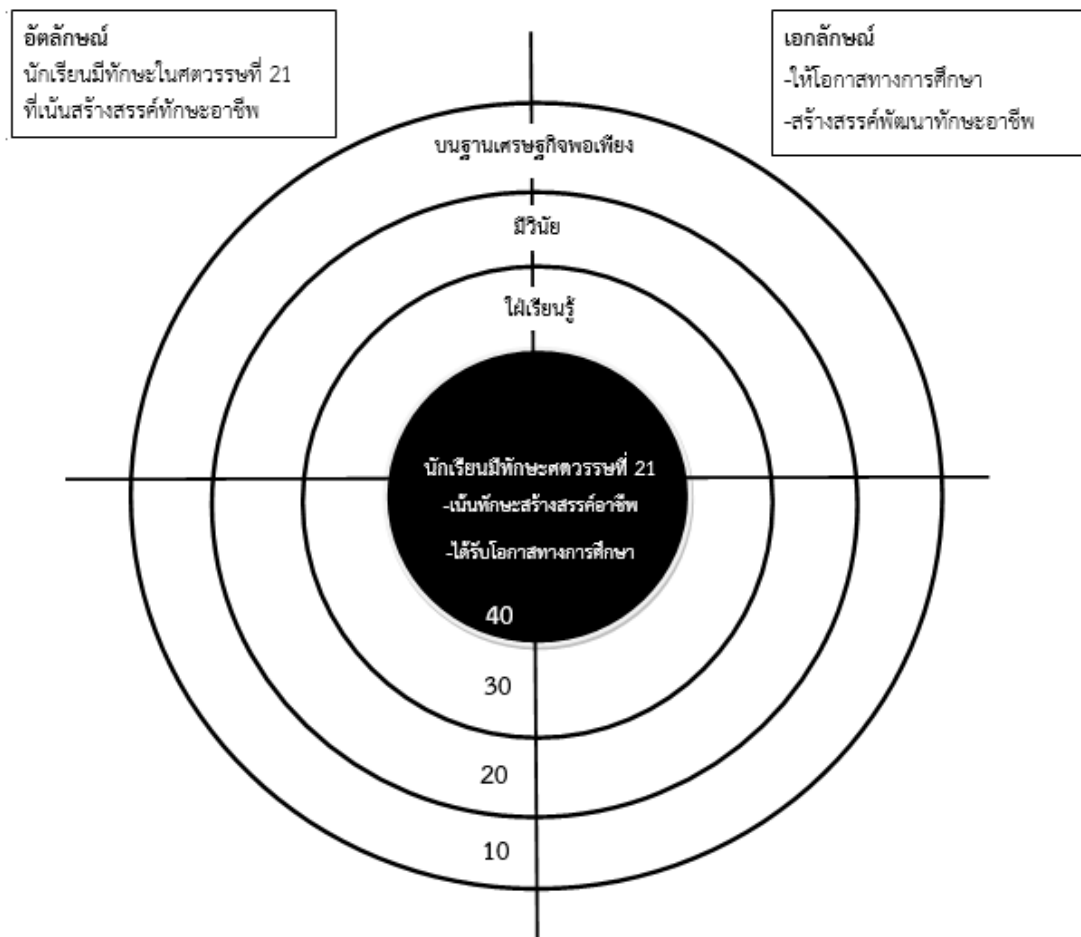 อัตลักษณ์
นักเรียนมีทักษะในศตวรรษที่ 21
ที่เน้นสร้างสรรค์ทักษะอาชีพ
เอกลักษณ์
-ให้โอกาสทางการศึกษา
-สร้างสรรค์พัฒนาทักษะอาชีพ
บนฐานเศรษฐกิจพอเพียง
มีวินัย
ใฝ่เรียนรู้
นักเรียนมีทักษะศตวรรษที่ 21
-เน้นทักษะสร้างสรรค์อาชีพ
-ได้รับโอกาสทางการศึกษา
40
30
20
10